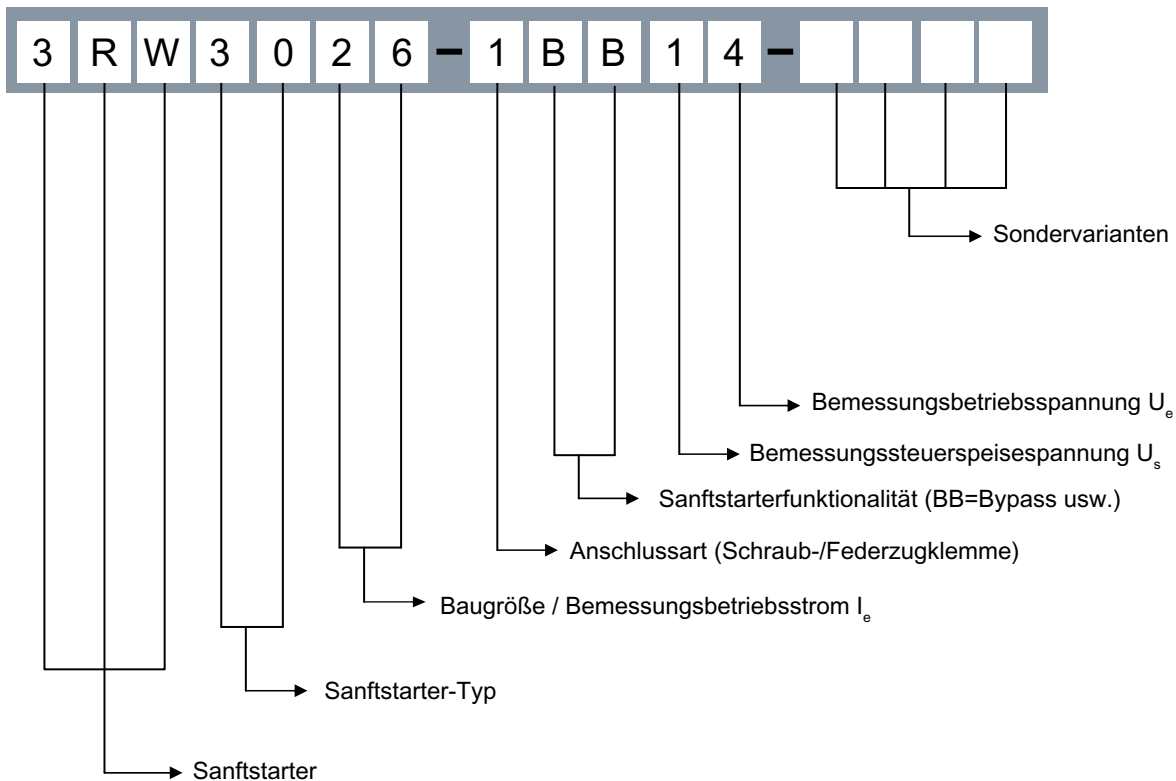 3 R W 3 0 2 6 – 1 B B 1 4 –
Sondervarianten
Bemessungsbetriebsspannung Uₑ
Bemessungssteuerspeisespannung Uₛ
Sanftstarterfunktionalität (BB=Bypass usw.)
Anschlussart (Schraub-/Federzugklemme)
Baugröße / Bemessungsbetriebsstrom Iₑ
Sanftstarter-Typ
Sanftstarter